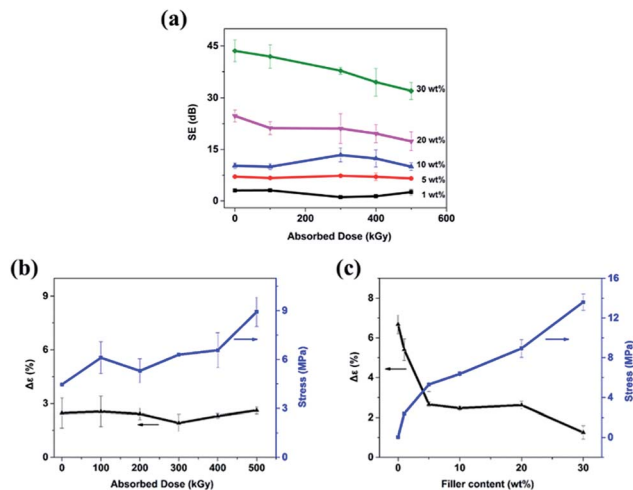 (a)
45
30
15
0
SE (dB)
30 wt%
20 wt%
10 wt%
5 wt%
1 wt%
0 200 400 600
Absorbed Dose (kGy)
(b)
9
6
3
0
Δε (%)
9
6
3
0
Stress (MPa)
0 100 200 300 400 500
Absorbed Dose (kGy)
(c)
8
6
4
2
0
Δε (%)
16
12
8
4
0
Stress (MPa)
0 10 20 30
Filler content (wt%)